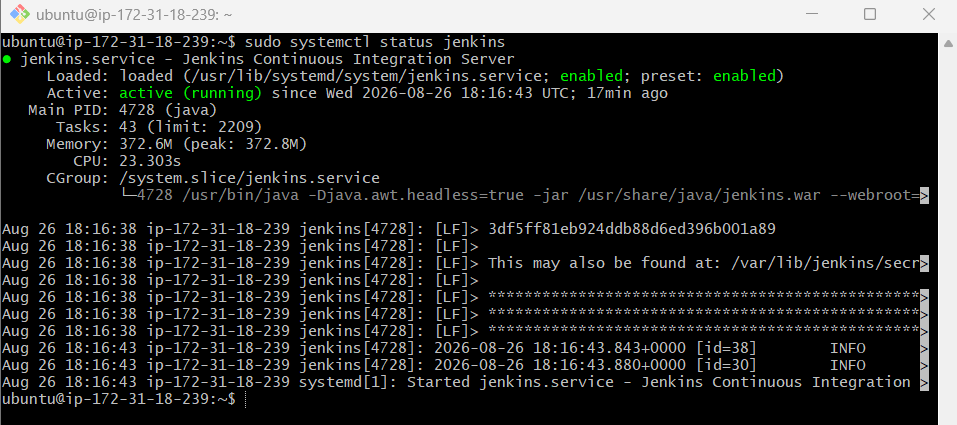 ubuntu@ip-172-31-18-239: ~
ubuntu@ip-172-31-18-239:~$ sudo systemctl status jenkins
● jenkins.service - Jenkins Continuous Integration Server
     Loaded: loaded (/usr/lib/systemd/system/jenkins.service; enabled; preset: enabled)
     Active: active (running) since Wed 2026-08-26 18:16:43 UTC; 17min ago
   Main PID: 4728 (java)
      Tasks: 43 (limit: 2209)
     Memory: 372.6M (peak: 372.8M)
        CPU: 23.303s
     CGroup: /system.slice/jenkins.service
             └─4728 /usr/bin/java -Djava.awt.headless=true -jar /usr/share/java/jenkins.war --webroot=>
Aug 26 18:16:38 ip-172-31-18-239 jenkins[4728]: [LF]> 3df5ff81eb924ddb88d6ed396b001a89
Aug 26 18:16:38 ip-172-31-18-239 jenkins[4728]: [LF]>
Aug 26 18:16:38 ip-172-31-18-239 jenkins[4728]: [LF]> This may also be found at: /var/lib/jenkins/secr>
Aug 26 18:16:38 ip-172-31-18-239 jenkins[4728]: [LF]>
Aug 26 18:16:38 ip-172-31-18-239 jenkins[4728]: [LF]> ************************************************>
Aug 26 18:16:38 ip-172-31-18-239 jenkins[4728]: [LF]> ************************************************>
Aug 26 18:16:38 ip-172-31-18-239 jenkins[4728]: [LF]> ************************************************>
Aug 26 18:16:43 ip-172-31-18-239 jenkins[4728]: 2026-08-26 18:16:43.843+0000 [id=38]        INFO      >
Aug 26 18:16:43 ip-172-31-18-239 jenkins[4728]: 2026-08-26 18:16:43.880+0000 [id=30]        INFO      >
Aug 26 18:16:43 ip-172-31-18-239 systemd[1]: Started jenkins.service - Jenkins Continuous Integration >
ubuntu@ip-172-31-18-239:~$